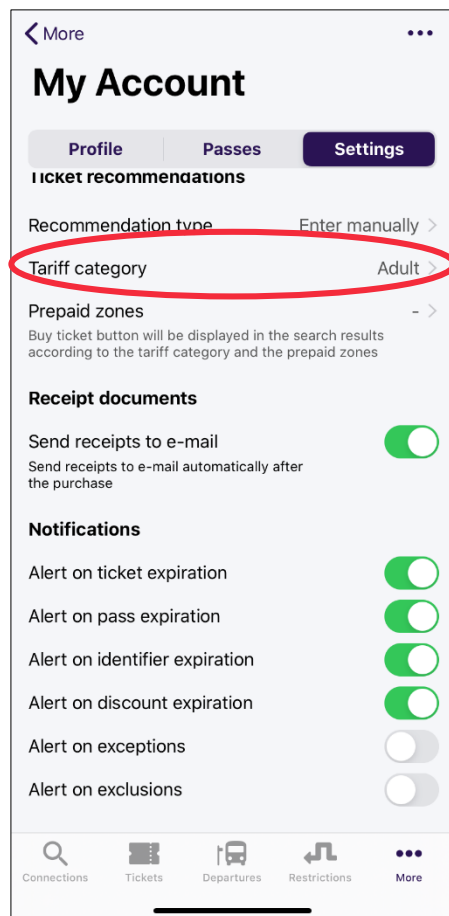 More
My Account
Profile Passes Settings
Ticket recommendations
Recommendation type Enter manually
Tariff category Adult
Prepaid zones -
Buy ticket button will be displayed in the search results
according to the tariff category and the prepaid zones
Receipt documents
Send receipts to e-mail
Send receipts to e-mail automatically after
the purchase
Notifications
Alert on ticket expiration
Alert on pass expiration
Alert on identifier expiration
Alert on discount expiration
Alert on exceptions
Alert on exclusions
Connections Tickets Departures Restrictions More